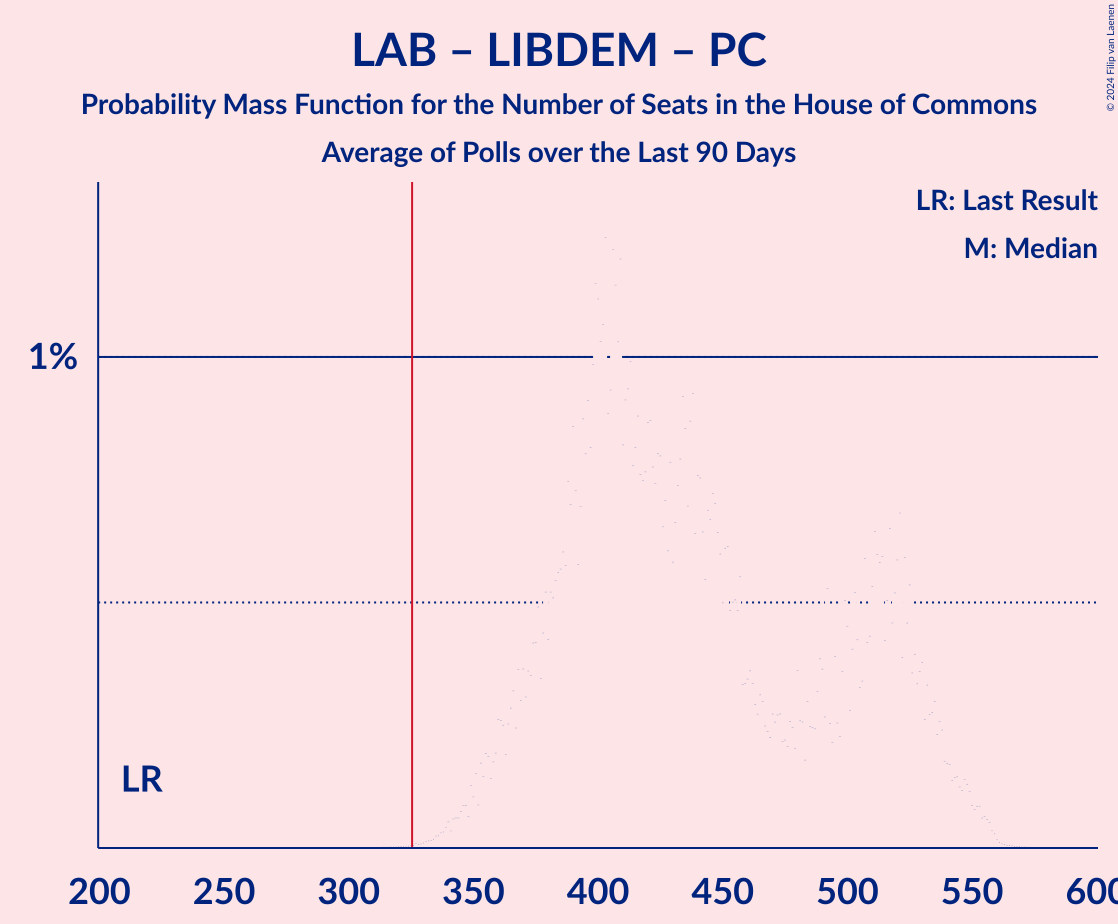 LAB – LIBDEM – PC
Probability Mass Function for the Number of Seats in the House of Commons
Average of Polls over the Last 90 Days
© 2024 Filip van Laenen
LR: Last Result
M: Median
1%
LR
200 250 300 350 400 450 500 550 600